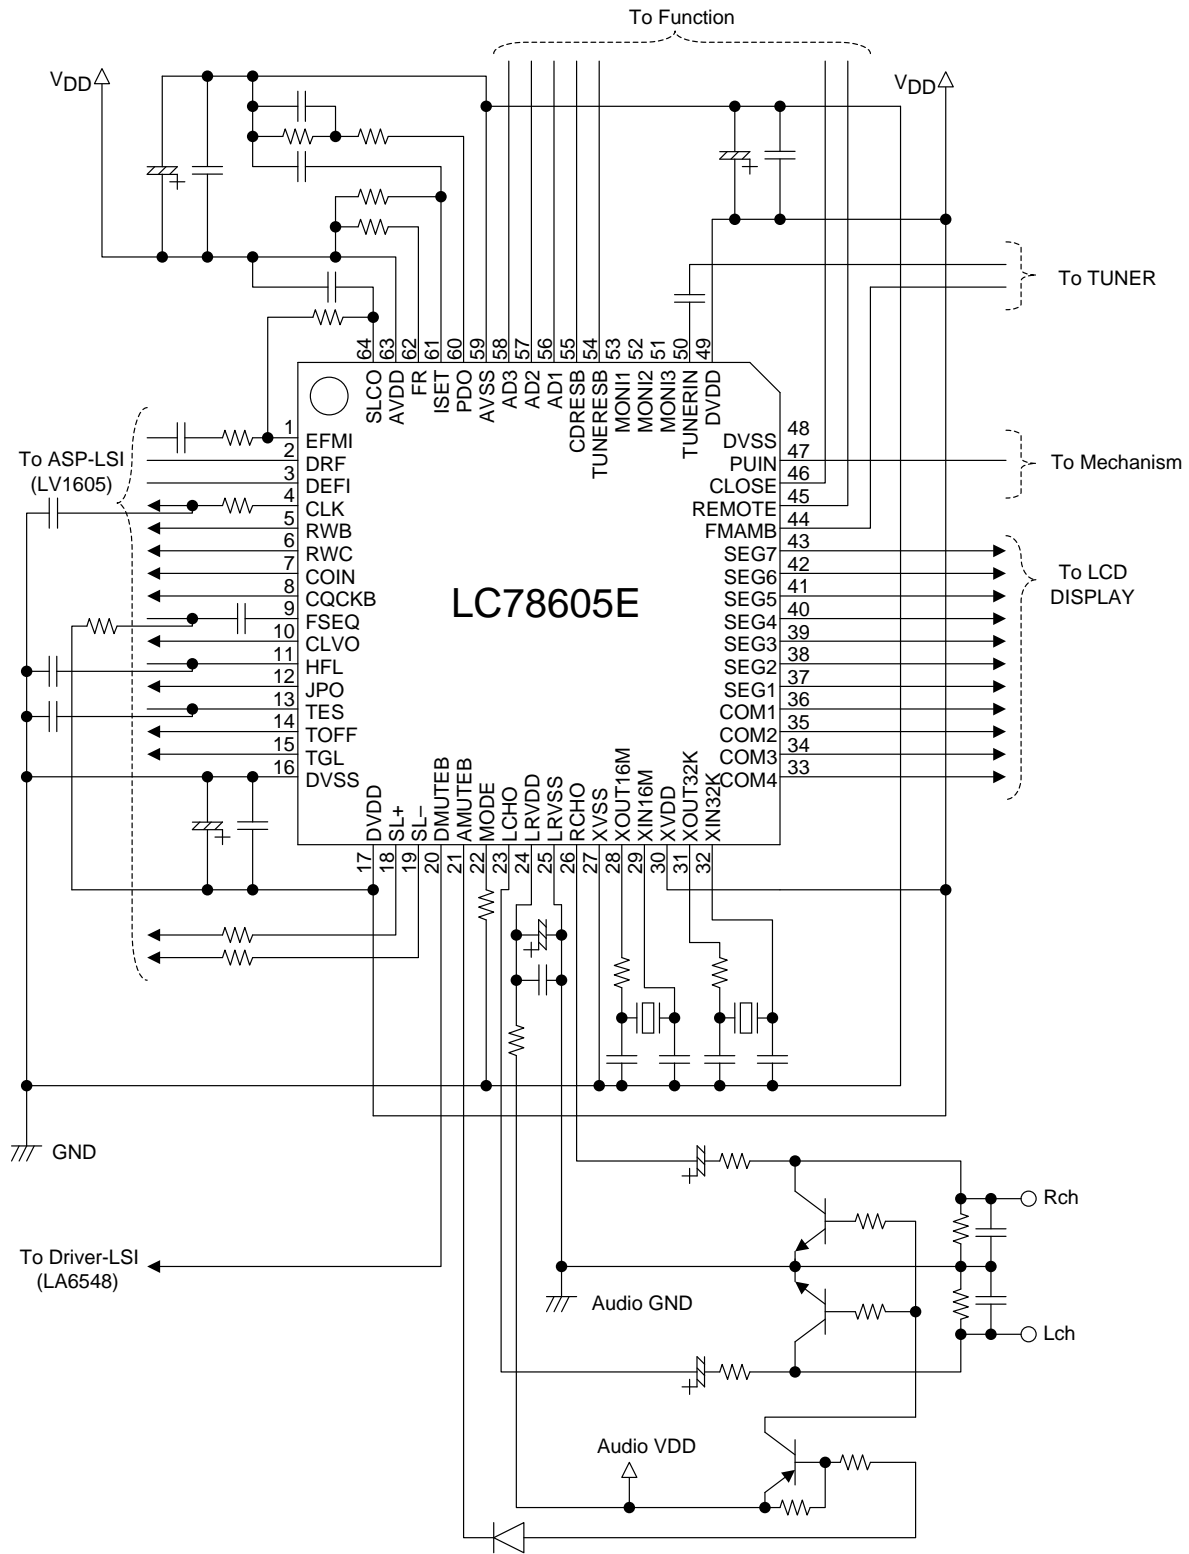 To Function
VDD
VDD
To TUNER
64
63
62
61
60
59
58
57
56
55
54
53
52
51
50
49
SLCO
AVDD
FR
ISET
PDO
AVSS
AD3
AD2
AD1
CDRESB
TUNERESB
MONI1
MONI2
MONI3
TUNERIN
DVDD
To ASP-LSI
(LV1605)
1
EFMI
2
DRF
3
DEFI
4
CLK
5
RWB
6
RWC
7
COIN
8
CQCKB
9
FSEQ
10
CLVO
11
HFL
12
JPO
13
TES
14
TOFF
15
TGL
16
DVSS
LC78605E
48
DVSS
47
PUIN
46
CLOSE
45
REMOTE
44
FMAMB
43
SEG7
42
SEG6
41
SEG5
40
SEG4
39
SEG3
38
SEG2
37
SEG1
36
COM1
35
COM2
34
COM3
33
COM4
To Mechanism
To LCD
DISPLAY
DVDD
SL+
SL–
DMUTEB
AMUTEB
MODE
LCHO
LRVDD
LRVSS
RCHO
XVSS
XOUT16M
XIN16M
XVDD
XOUT32K
XIN32K
17
18
19
20
21
22
23
24
25
26
27
28
29
30
31
32
GND
Rch
To Driver-LSI
(LA6548)
Audio GND
Lch
Audio VDD